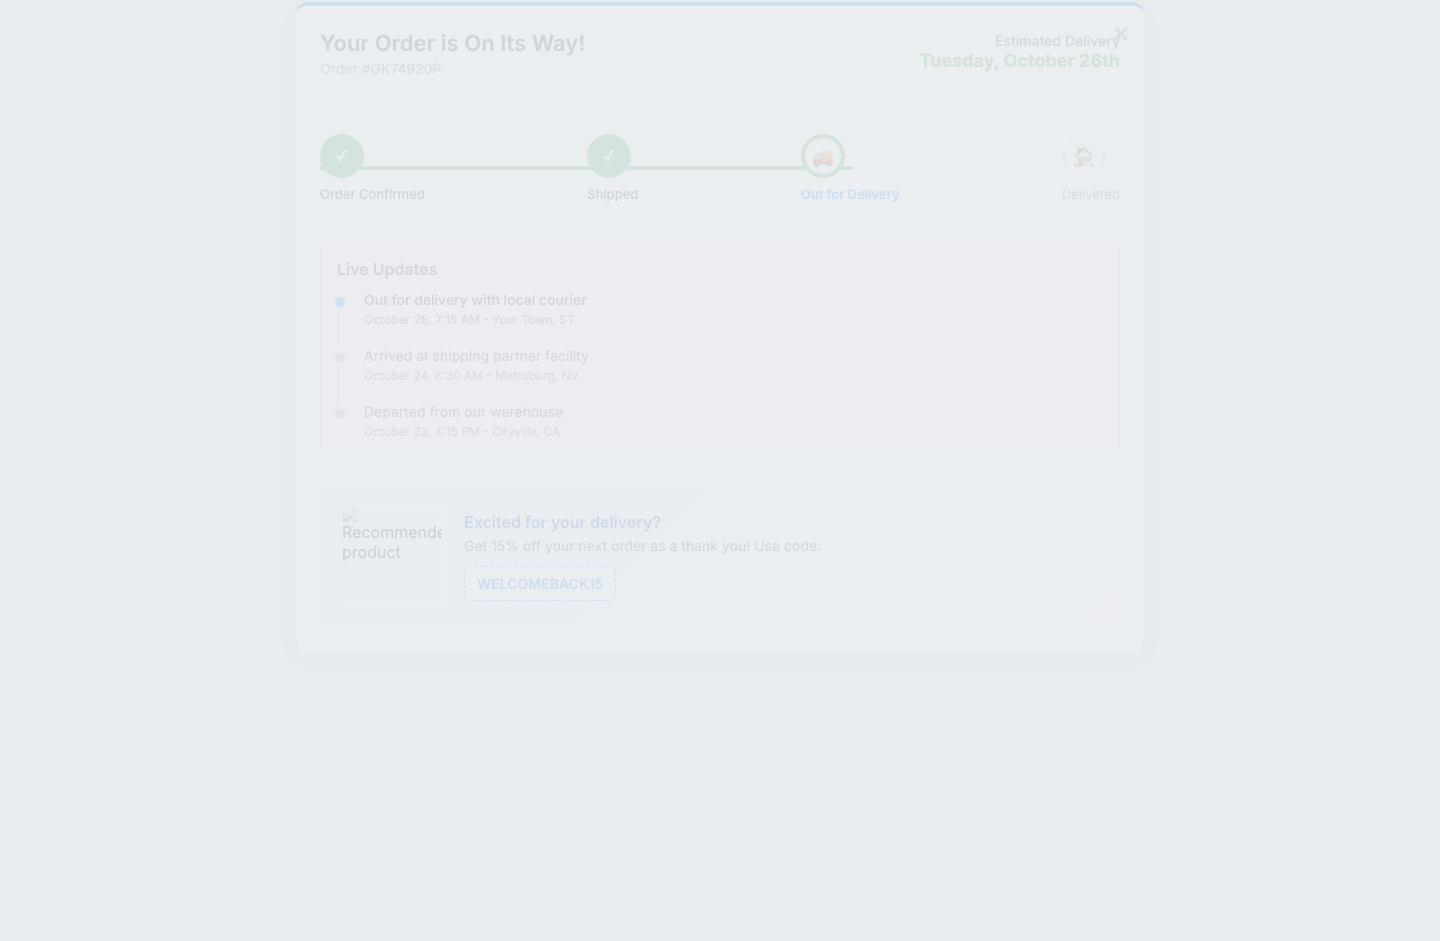 Your Order is On Its Way!
Order #GK74920P
Estimated Delivery
Tuesday, October 26th
Order Confirmed
Shipped
Out for Delivery
Delivered
Live Updates
Out for delivery with local courier
October 26, 7:15 AM - Your Town, ST
Arrived at shipping partner facility
October 24, 8:30 AM - Metroburg, NV
Departed from our warehouse
October 23, 4:15 PM - Cityville, CA
Recommende
product
Excited for your delivery?
Get 15% off your next order as a thank you! Use code:
WELCOMEBACK15